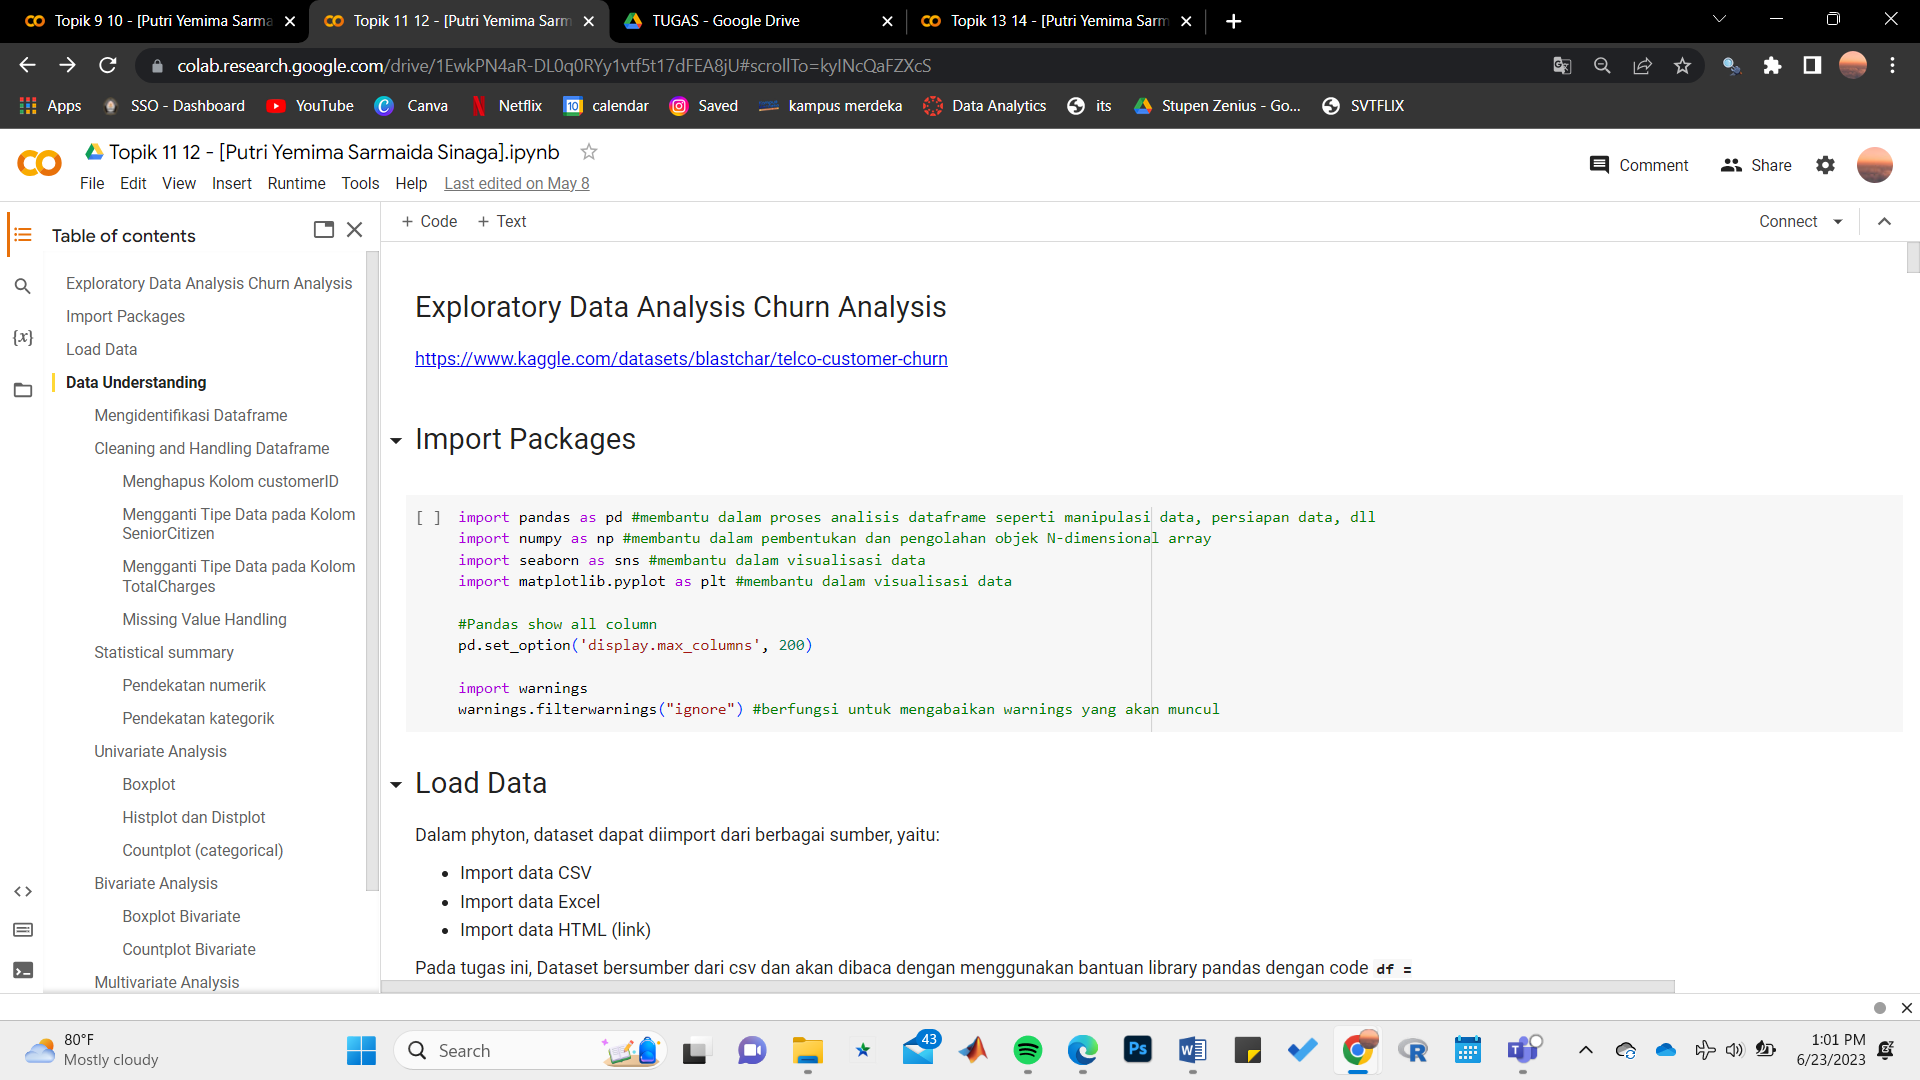 Topik 9 10 - [Putri Yemima Sarma
Topik 11 12 - [Putri Yemima Sarm
TUGAS - Google Drive
Topik 13 14 - [Putri Yemima Sarm
colab.research.google.com/drive/1EwkPN4aR-DL0q0RYy1vtf5t17dFEA8jU#scrollTo=kyINcQaFZXcS
Apps
SSO - Dashboard
YouTube
Canva
Netflix
calendar
Saved
kampus merdeka
Data Analytics
its
Stupen Zenius - Go...
SVTFLIX
Topik 11 12 - [Putri Yemima Sarmaida Sinaga].ipynb
File Edit View Insert Runtime Tools Help Last edited on May 8
Comment
Share
Table of contents
+ Code + Text
Connect
Exploratory Data Analysis Churn Analysis
Import Packages
Load Data
Data Understanding
Mengidentifikasi Dataframe
Cleaning and Handling Dataframe
Menghapus Kolom customerID
Mengganti Tipe Data pada Kolom
SeniorCitizen
Mengganti Tipe Data pada Kolom
TotalCharges
Missing Value Handling
Statistical summary
Pendekatan numerik
Pendekatan kategorik
Univariate Analysis
Boxplot
Histplot dan Distplot
Countplot (categorical)
Bivariate Analysis
Boxplot Bivariate
Countplot Bivariate
Multivariate Analysis
Exploratory Data Analysis Churn Analysis
https://www.kaggle.com/datasets/blastchar/telco-customer-churn
Import Packages
[ ] import pandas as pd #membantu dalam proses analisis dataframe seperti manipulasi data, persiapan data, dll
import numpy as np #membantu dalam pembentukan dan pengolahan objek N-dimensional array
import seaborn as sns #membantu dalam visualisasi data
import matplotlib.pyplot as plt #membantu dalam visualisasi data
#Pandas show all column
pd.set_option('display.max_columns', 200)
import warnings
warnings.filterwarnings("ignore") #berfungsi untuk mengabaikan warnings yang akan muncul
Load Data
Dalam phyton, dataset dapat diimport dari berbagai sumber, yaitu:
• Import data CSV
• Import data Excel
• Import data HTML (link)
Pada tugas ini, Dataset bersumber dari csv dan akan dibaca dengan menggunakan bantuan library pandas dengan code df =
80°F
Mostly cloudy
Search
43
Ps
1:01 PM
6/23/2023